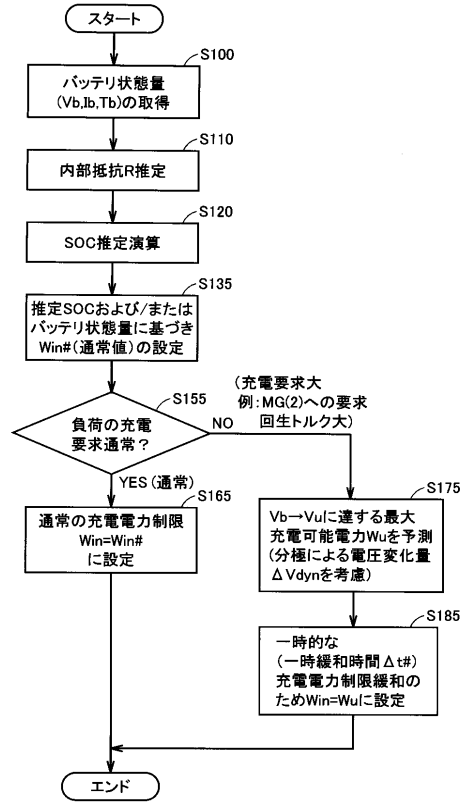 スタート
S100
バッテリ状態量
(Vb,Ib,Tb)の取得
S110
内部抵抗R推定
S120
SOC推定演算
S135
推定SOCおよび/または
バッテリ状態量に基づき
Win#(通常値)の設定
S155
負荷の充電
要求通常?
(充電要求大
例:MG(2)への要求
回生トルク大)
NO
YES(通常)
S165
通常の充電電力制限
Win=Win#
に設定
S175
Vb→Vuに達する最大
充電可能電力Wuを予測
(分極による電圧変化量
ΔVdynを考慮)
S185
一時的な
(一時緩和時間Δt#)
充電電力制限緩和の
ためWin=Wuに設定
エンド